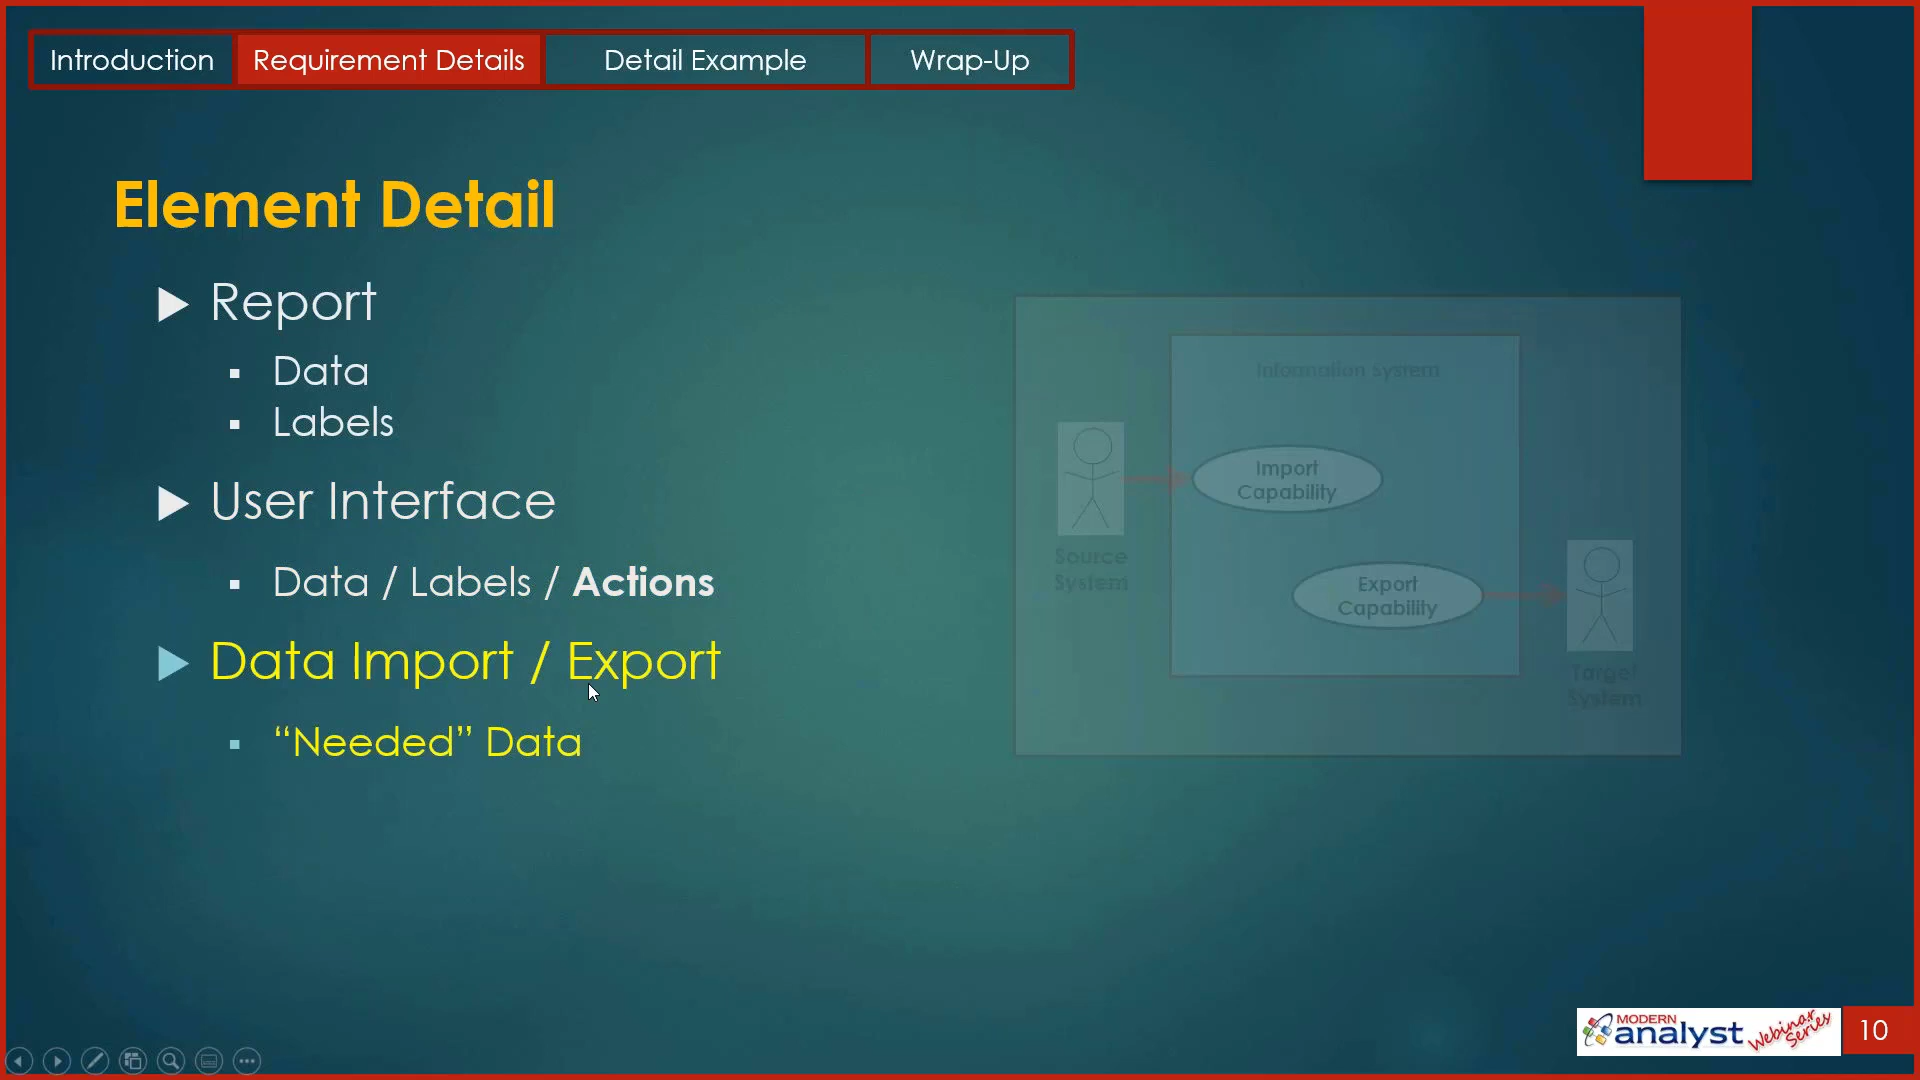 Introduction
Requirement Details
Detail Example
Wrap-Up
Element Detail
Report
Data
Labels
User Interface
Data / Labels / Actions
Data Import / Export
“Needed” Data
Information System
Import
Capability
Source
System
Export
Capability
Target
System
MODERN
analyst
Webinar
Series
10